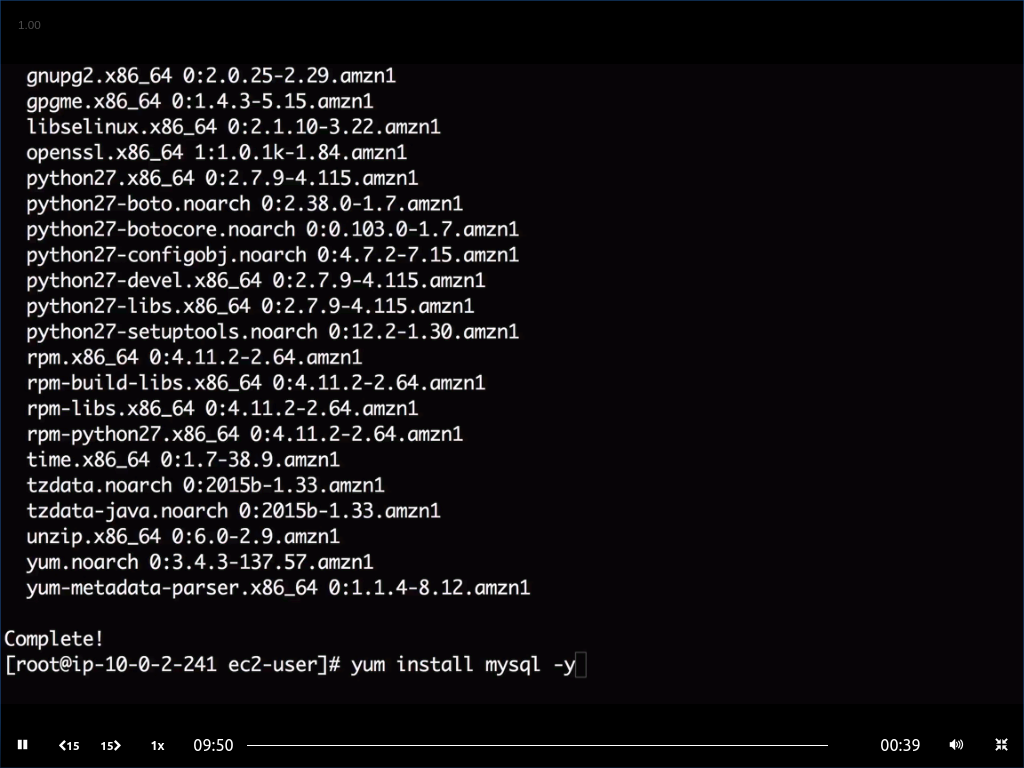 1.00
gnupg2.x86_64 0:2.0.25-2.29.amzn1
gpgme.x86_64 0:1.4.3-5.15.amzn1
libselinux.x86_64 0:2.1.10-3.22.amzn1
openssl.x86_64 1:1.0.1k-1.84.amzn1
python27.x86_64 0:2.7.9-4.115.amzn1
python27-boto.noarch 0:2.38.0-1.7.amzn1
python27-botocore.noarch 0:0.103.0-1.7.amzn1
python27-configobj.noarch 0:4.7.2-7.15.amzn1
python27-devel.x86_64 0:2.7.9-4.115.amzn1
python27-libs.x86_64 0:2.7.9-4.115.amzn1
python27-setuptools.noarch 0:12.2-1.30.amzn1
rpm.x86_64 0:4.11.2-2.64.amzn1
rpm-build-libs.x86_64 0:4.11.2-2.64.amzn1
rpm-libs.x86_64 0:4.11.2-2.64.amzn1
rpm-python27.x86_64 0:4.11.2-2.64.amzn1
time.x86_64 0:1.7-38.9.amzn1
tzdata.noarch 0:2015b-1.33.amzn1
tzdata-java.noarch 0:2015b-1.33.amzn1
unzip.x86_64 0:6.0-2.9.amzn1
yum.noarch 0:3.4.3-137.57.amzn1
yum-metadata-parser.x86_64 0:1.1.4-8.12.amzn1
Complete!
[root@ip-10-0-2-241 ec2-user]# yum install mysql -y
15 15 1x 09:50 00:39